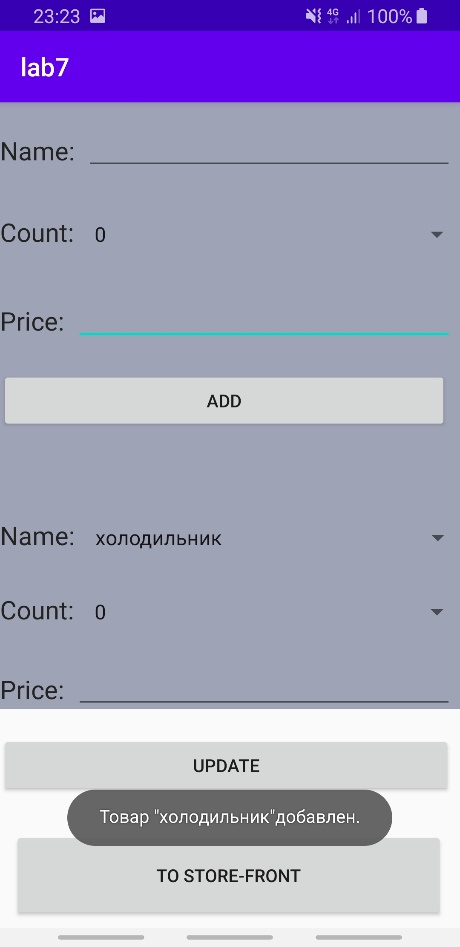 23:23 4G 100%
lab7
Name:
Count: 0
Price:
ADD
Name: холодильник
Count: 0
Price:
UPDATE
Товар "холодильник"добавлен.
TO STORE-FRONT